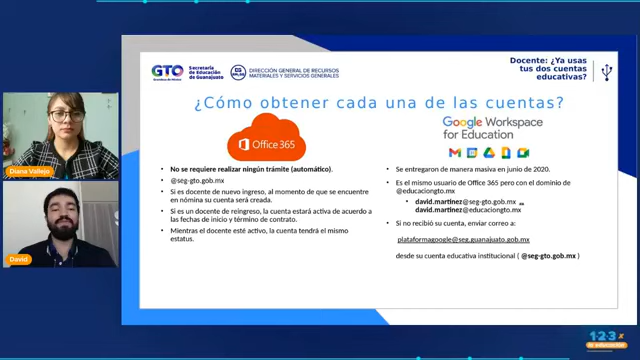 GTO
Secretaría
de Educación
de Guanajuato
DIRECCIÓN GENERAL DE RECURSOS
MATERIALES Y SERVICIOS GENERALES
Docente: ¿Ya usas
tus dos cuentas
educativas?
¿Cómo obtener cada una de las cuentas?
Office 365
• No se requiere realizar ningún trámite (automático).
• @seg-gto.gob.mx
• Si es docente de nuevo ingreso, al momento de que se encuentre
en nómina su cuenta será creada.
• Si es un docente de reingreso, la cuenta estará activa de acuerdo a
las fechas de inicio y término de contrato.
• Mientras el docente esté activo, la cuenta tendrá el mismo
estatus.
Google Workspace
for Education
• Se entregaron de manera masiva en junio de 2020.
• Es el mismo usuario de Office 365 pero con el dominio de
@educaciongto.mx
• david.martinez@seg-gto.gob.mx
david.martinez@educaciongto.mx
• Si no recibió su cuenta, enviar correo a:
plataformagoogle@seg.guanajuato.gob.mx
desde su cuenta educativa institucional ( @seg-gto.gob.mx )
Diana Vallejo
David
1·2·3 x
la educación